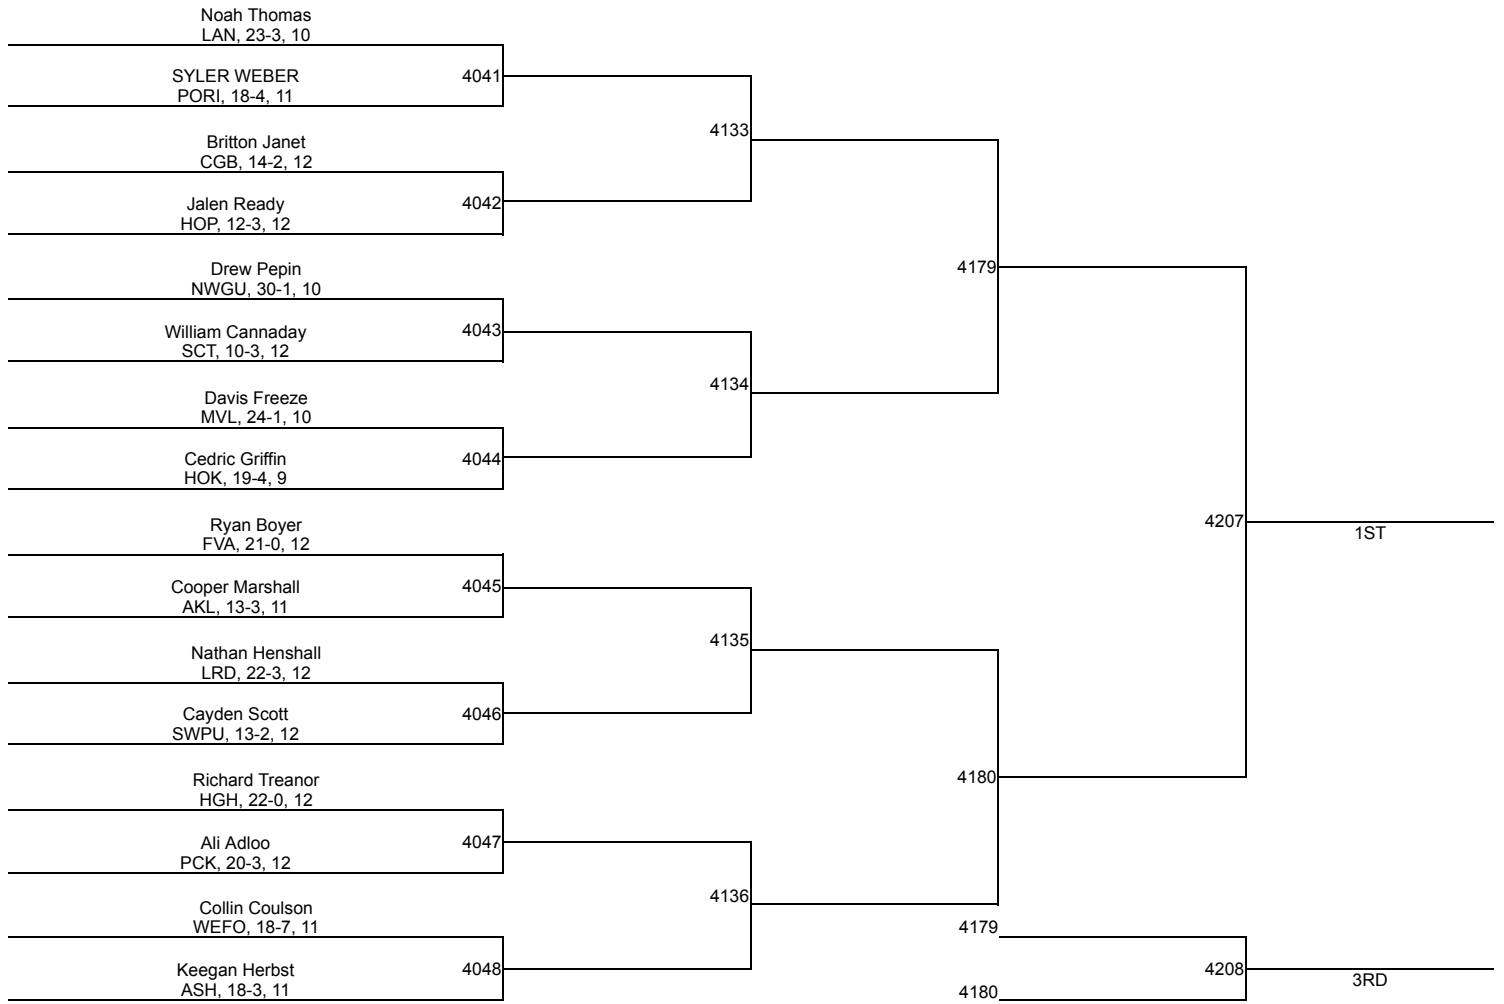 Noah Thomas
LAN, 23-3, 10
SYLER WEBER
PORI, 18-4, 11
4041
4133
Britton Janet
CGB, 14-2, 12
Jalen Ready
HOP, 12-3, 12
4042
4179
Drew Pepin
NWGU, 30-1, 10
William Cannaday
SCT, 10-3, 12
4043
4134
Davis Freeze
MVL, 24-1, 10
Cedric Griffin
HOK, 19-4, 9
4044
4207
1ST
Ryan Boyer
FVA, 21-0, 12
Cooper Marshall
AKL, 13-3, 11
4045
4135
Nathan Henshall
LRD, 22-3, 12
Cayden Scott
SWPU, 13-2, 12
4046
4180
Richard Treanor
HGH, 22-0, 12
Ali Adloo
PCK, 20-3, 12
4047
4136
Collin Coulson
WEFO, 18-7, 11
4179
Keegan Herbst
ASH, 18-3, 11
4048
4208
3RD
4180